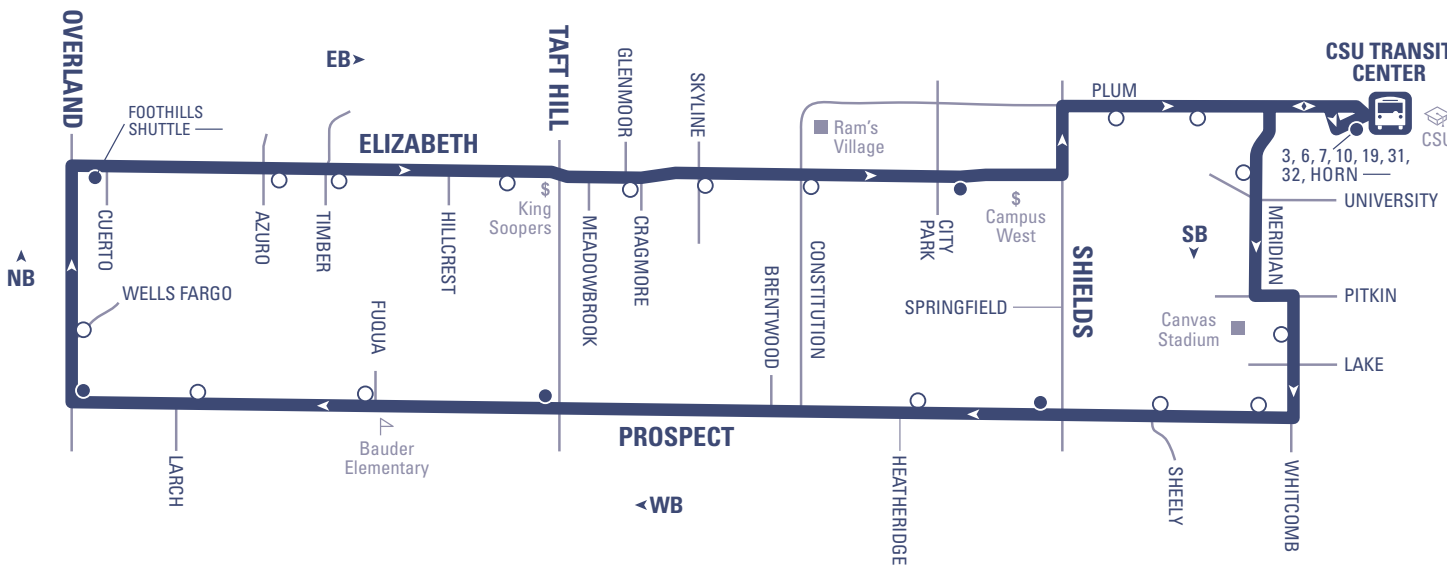 OVERLAND
EB
TAFT HILL
GLENMOOR
SKYLINE
CSU TRANSIT
CENTER
PLUM
FOOTHILLS
SHUTTLE
ELIZABETH
Ram's
Village
CSU
3, 6, 7, 10, 19, 31,
32, HORN
UNIVERSITY
King
Soopers
$
$
Campus
West
CUERTO
AZURO
TIMBER
HILLCREST
MEADOWBROOK
CRAGMORE
CONSTITUTION
CITY
PARK
SHIELDS
SB
MERIDIAN
NB
WELLS FARGO
FUQUA
BRENTWOOD
SPRINGFIELD
PITKIN
Canvas
Stadium
LAKE
PROSPECT
Bauder
Elementary
LARCH
HEATHERIDGE
SHEELY
WHITCOMB
WB